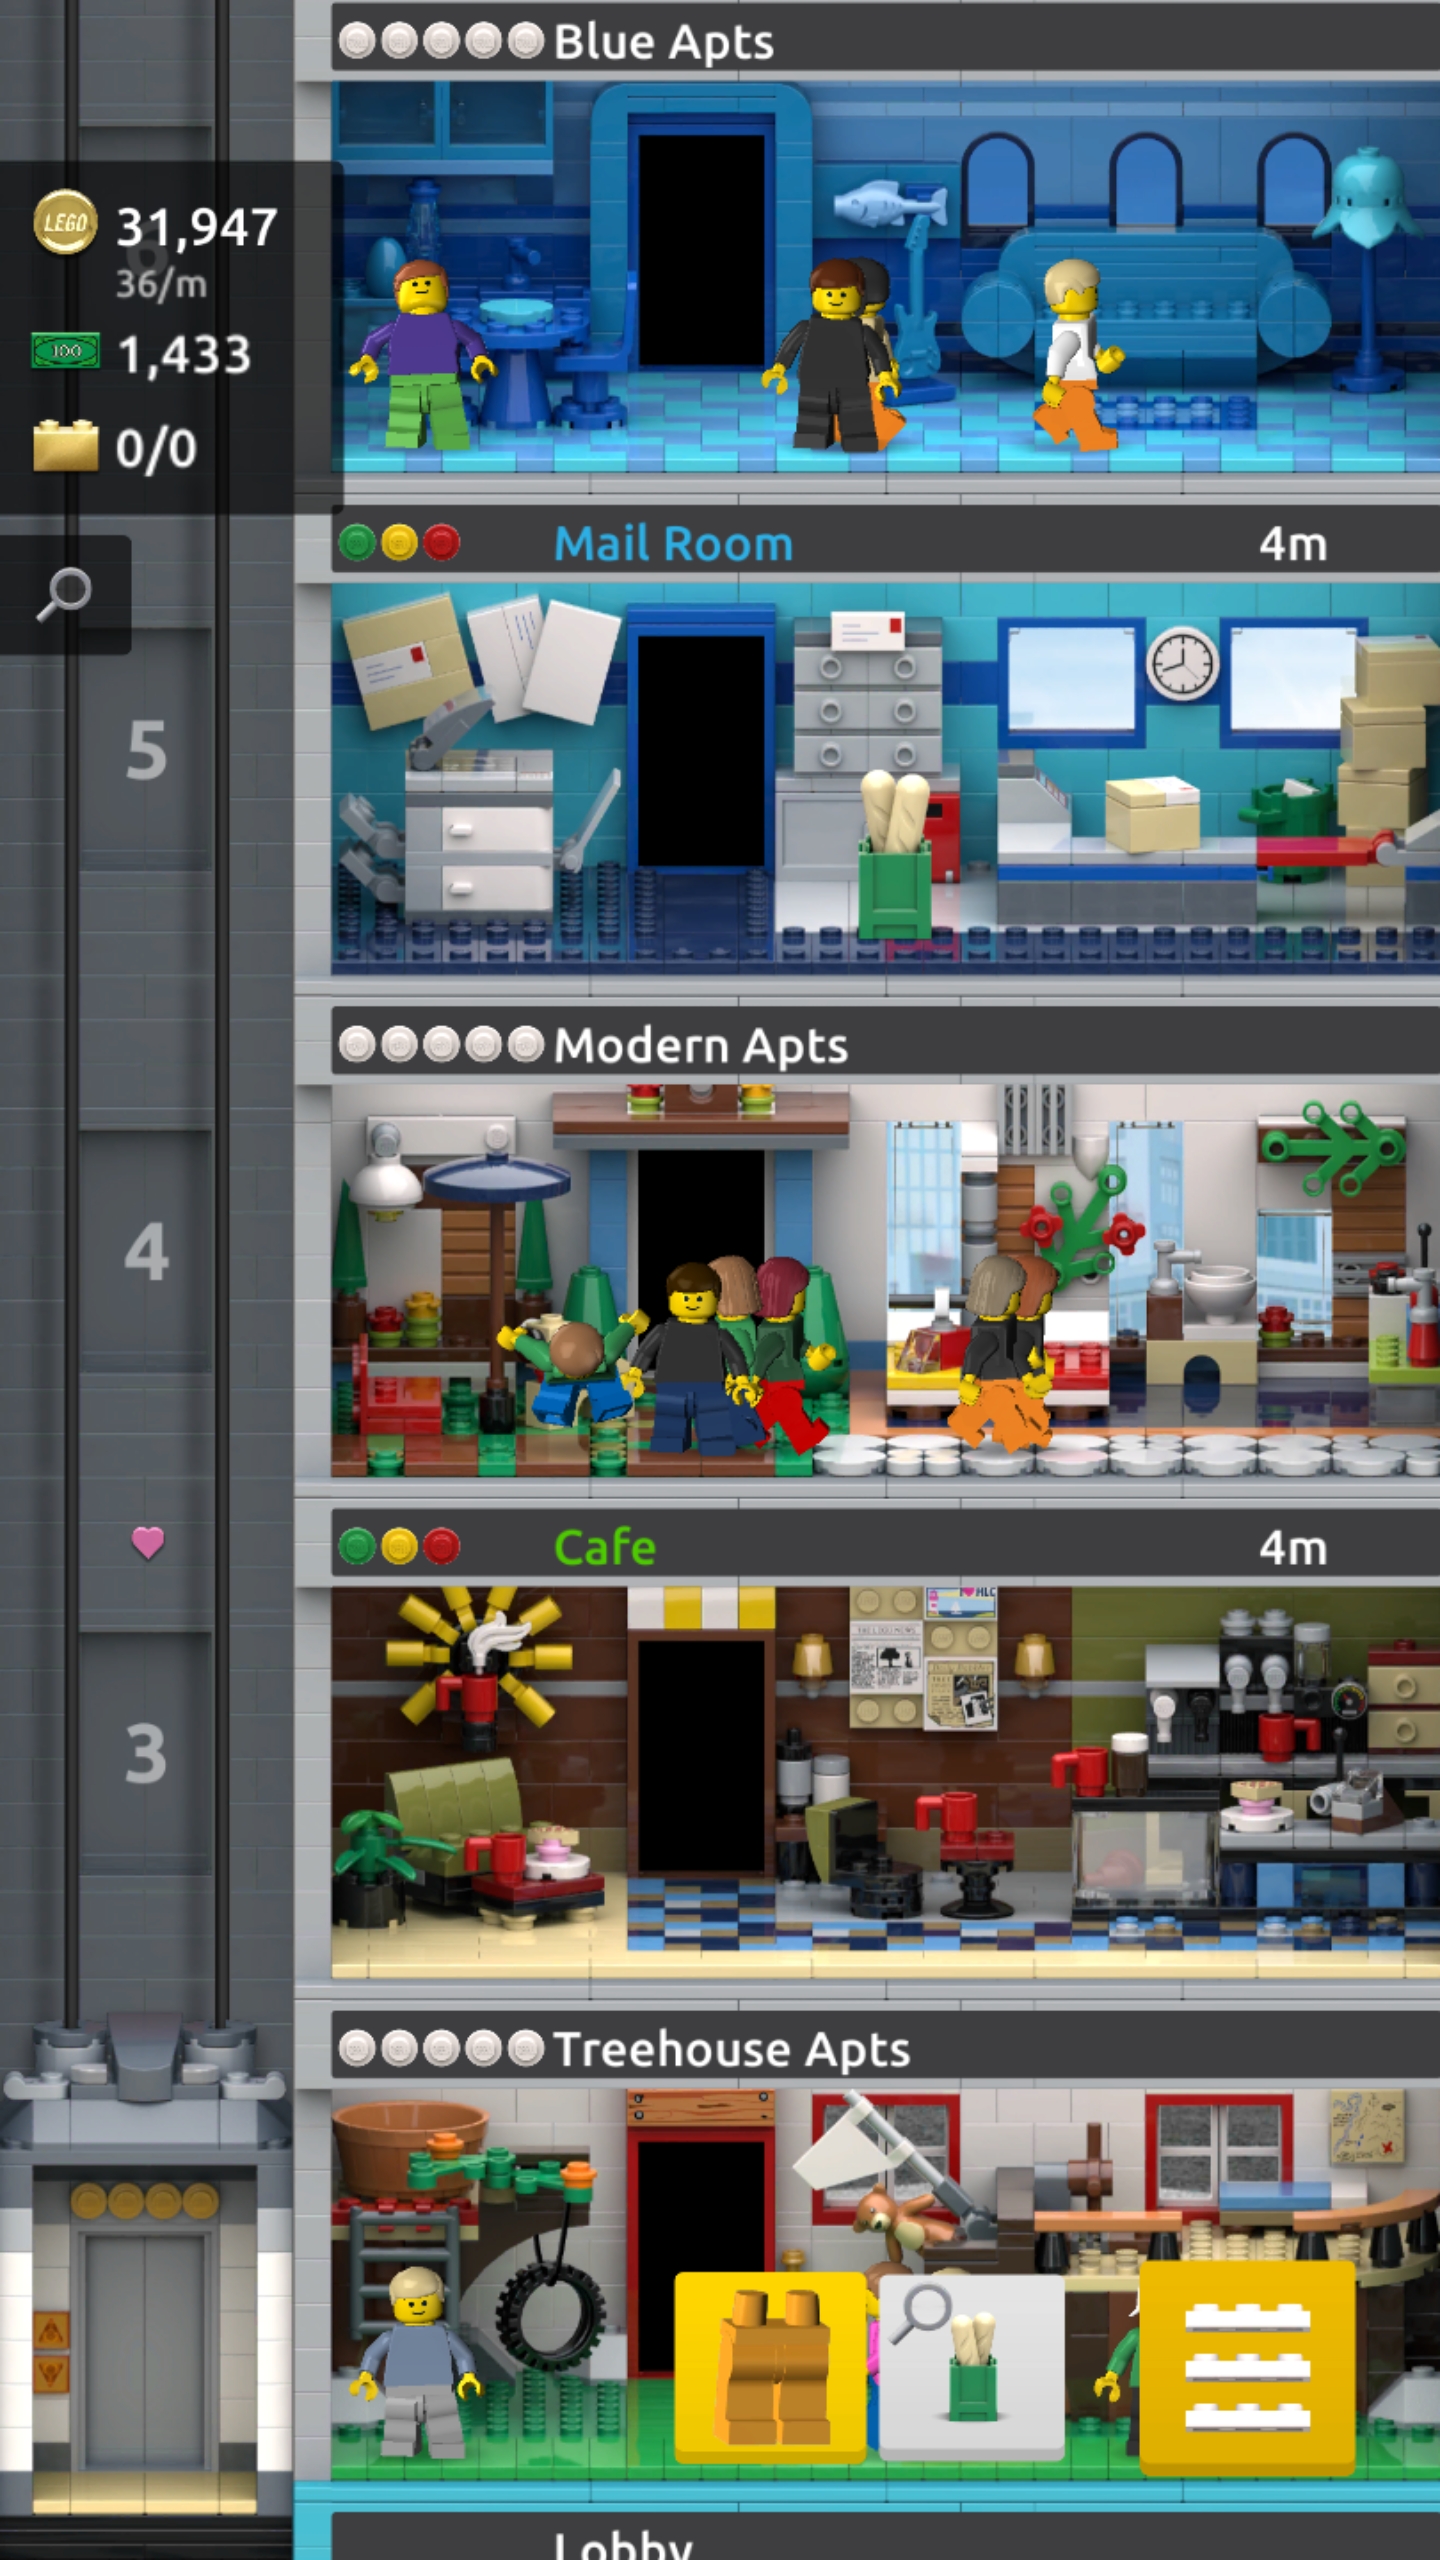 Blue Apts
LEGO
31,947
36/m
100
1,433
0/0
Mail Room 4m
5
Modern Apts
4
Cafe 4m
3
Treehouse Apts
Lobby